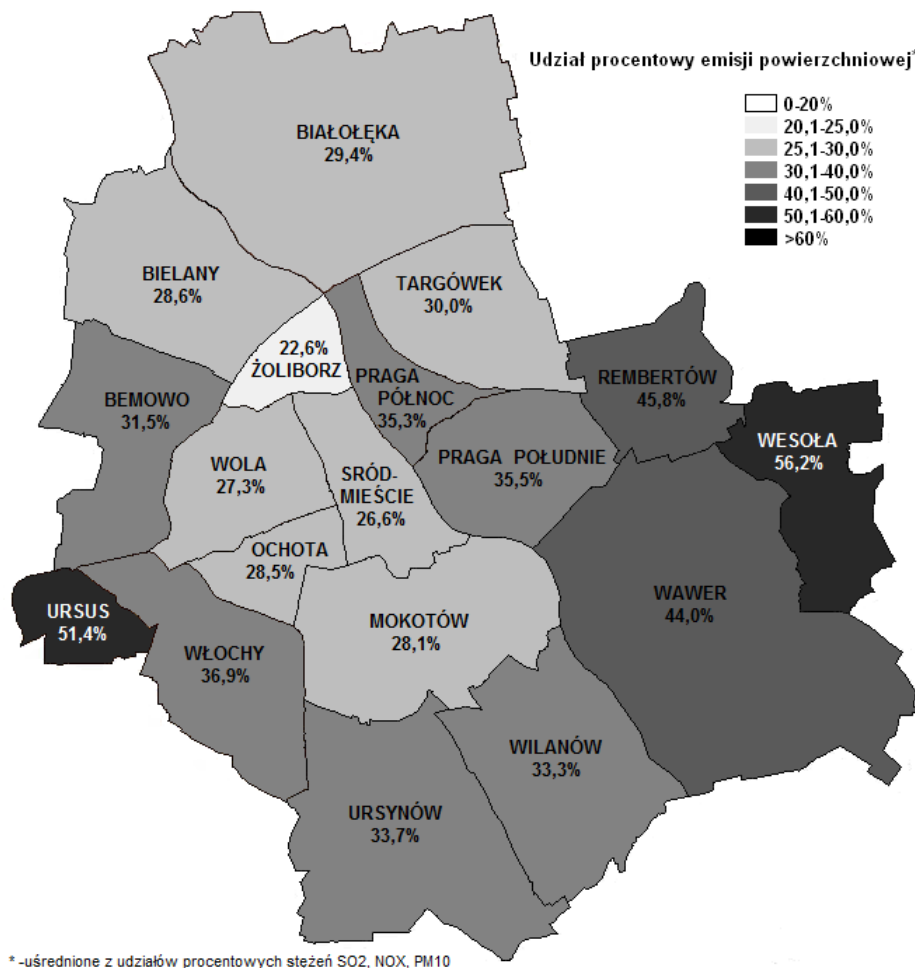 Udział procentowy emisji powierzchniowej*
0-20%
20,1-25,0%
25,1-30,0%
30,1-40,0%
40,1-50,0%
50,1-60,0%
>60%
BIAŁOŁĘKA
29,4%
BIELANY
28,6%
TARGÓWEK
30,0%
22,6%
ŻOLIBORZ
PRAGA
PÓŁNOC
35,3%
REMBERTÓW
45,8%
BEMOWO
31,5%
WESOŁA
56,2%
WOLA
27,3%
SRÓD-
MIEŚCIE
26,6%
PRAGA POŁUDNIE
35,5%
OCHOTA
28,5%
URSUS
51,4%
WAWER
44,0%
MOKOTÓW
28,1%
WŁOCHY
36,9%
WILANÓW
33,3%
URSYNÓW
33,7%
* -uśrednione z udziałów procentowych stężeń SO2, NOX, PM10